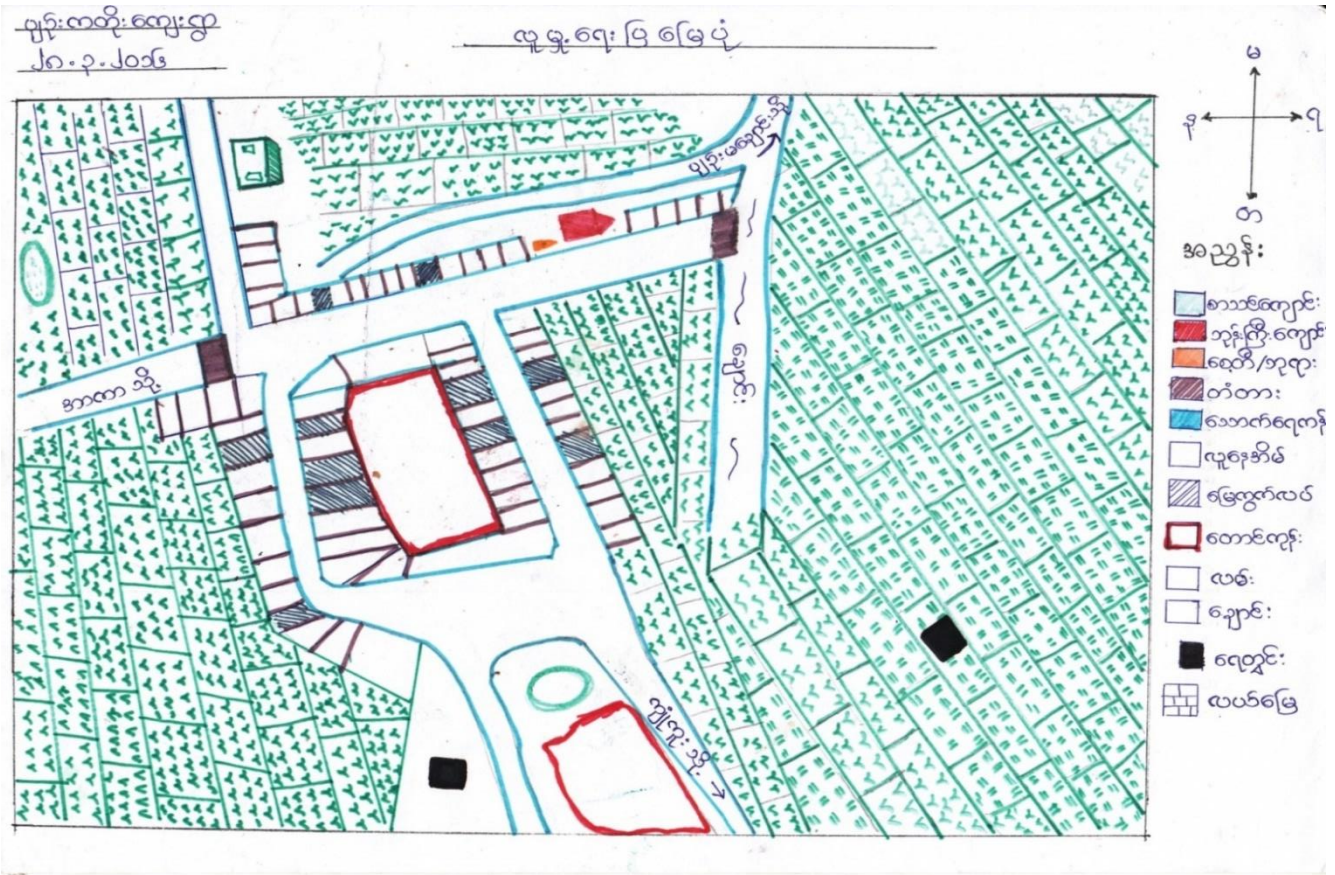 ပျဉ်းကတိုးကျေးရွာ
၂၈.၃.၂၀၁၆
လူမှုရေးပြမြေပုံ
မ
န
ရ
တ
ပျဉ်းမချောင်းသို့
အာဏာသို့
ချောင်း
ကျုံကူးသို့
အညွှန်း
စာသင်ကျောင်း
ဘုန်းကြီးကျောင်း
စေတီ/ဘုရား
တံတား
သောက်ရေကန်
လူနေအိမ်
မြေကွက်လပ်
တောင်ကုန်း
လမ်း
ချောင်း
ရေတွင်း
လယ်မြေ